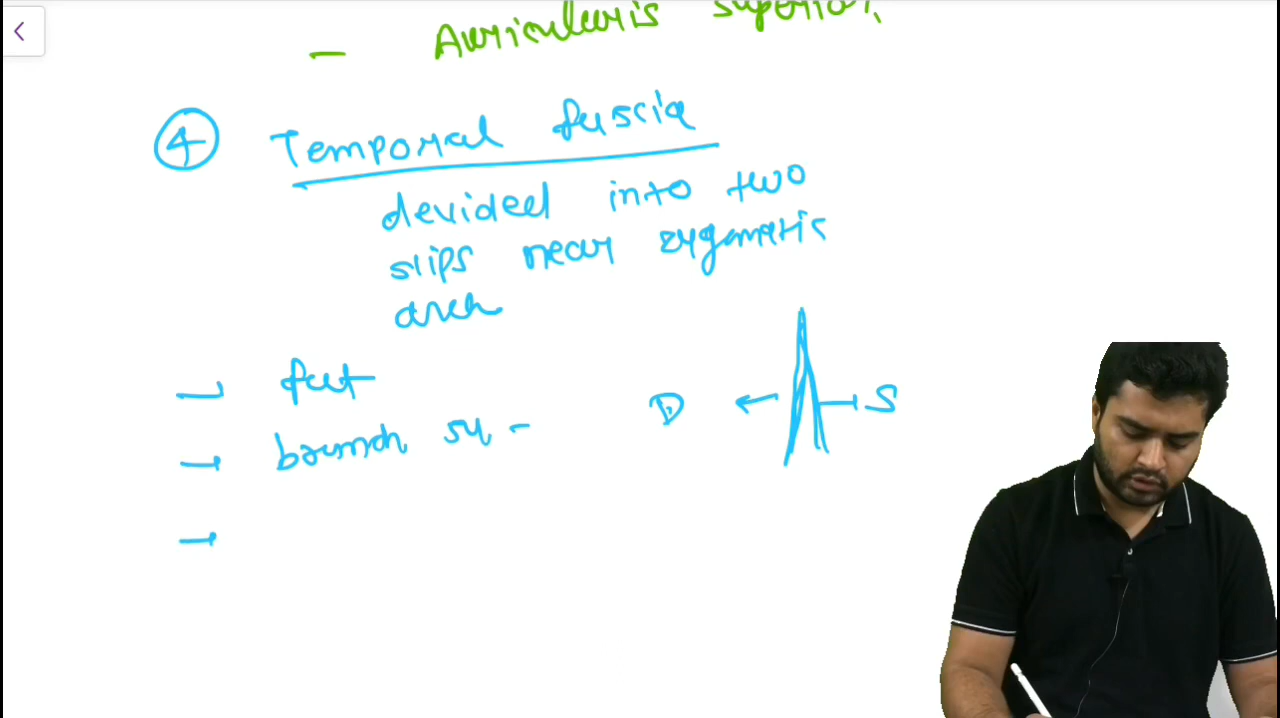 - Auricularis superior,
④ Temporal fascia
devided into two
slips near zygomatic
arch
fat
D S
branch